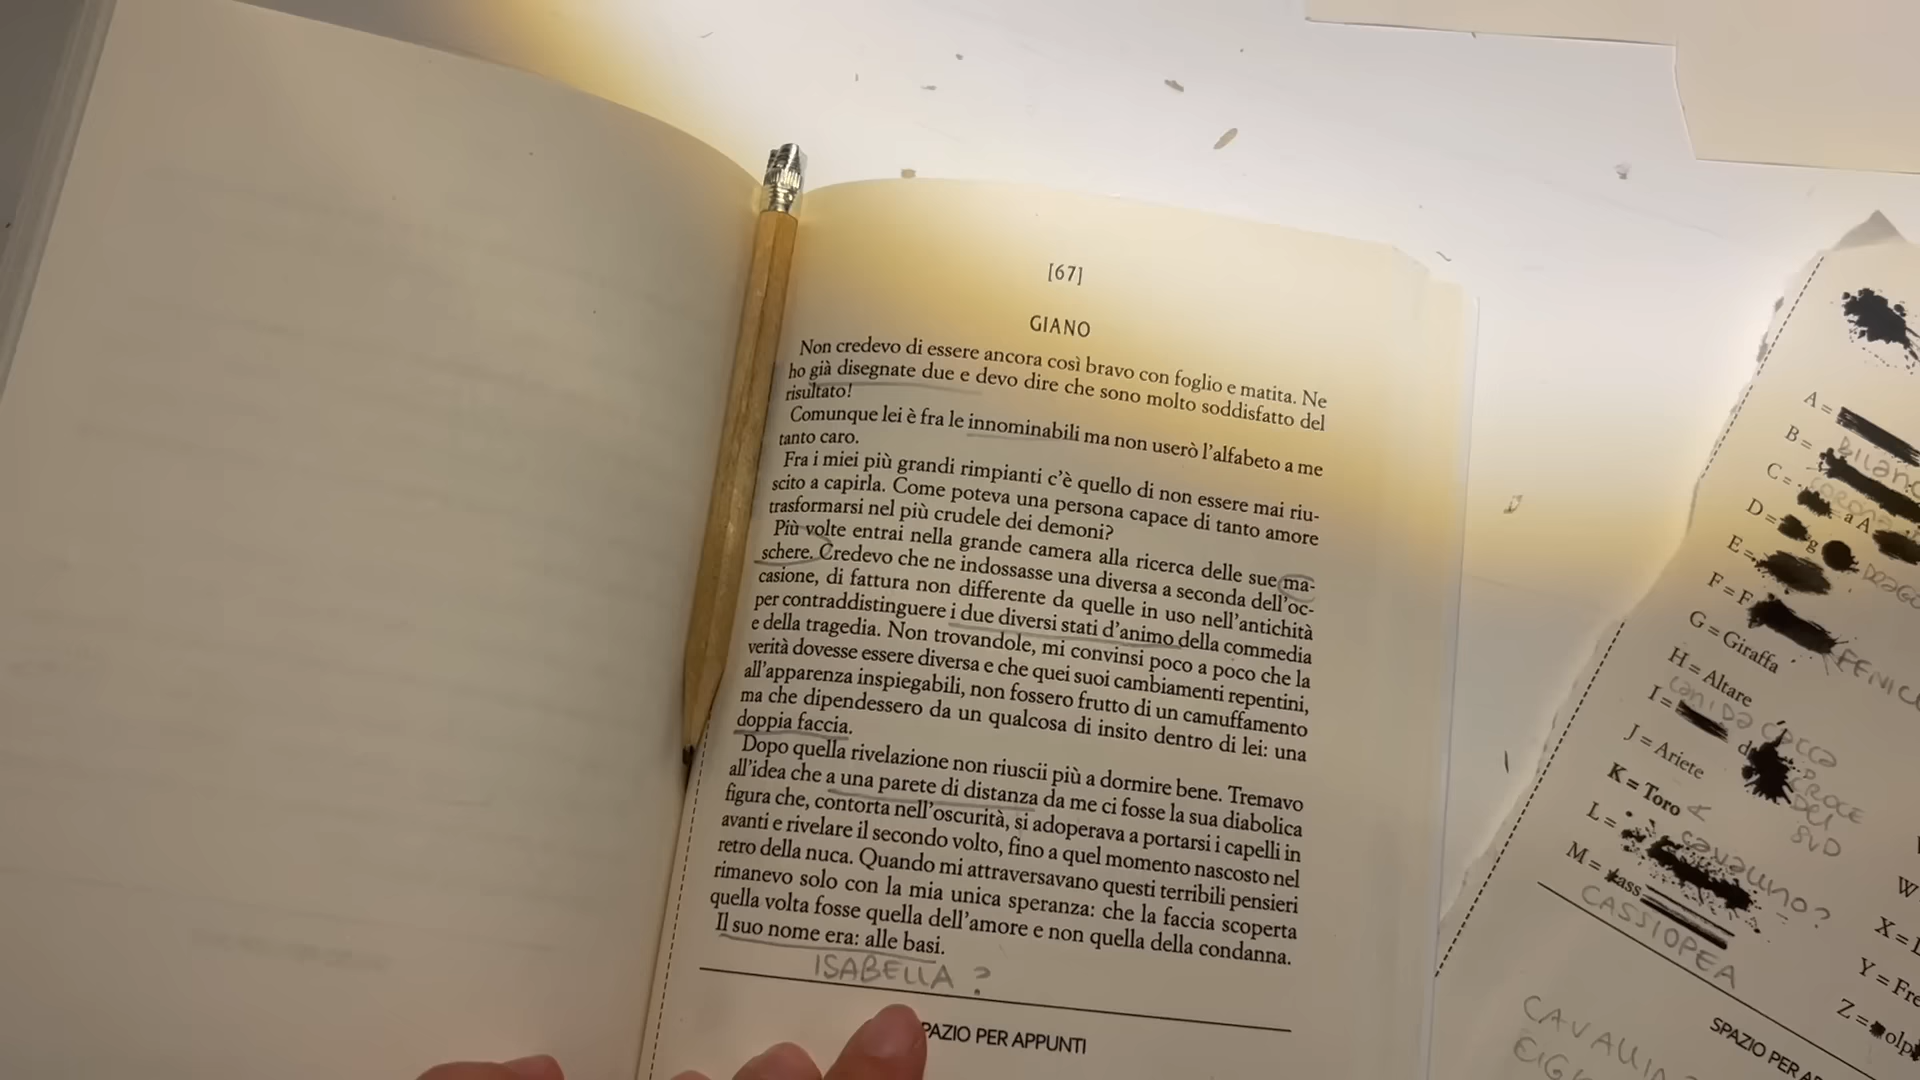 [67]
GIANO
Non credevo di essere ancora così bravo con foglio e matita. Ne
ho già disegnate due e devo dire che sono molto soddisfatto del
risultato!
Comunque lei è fra le innominabili ma non userò l'alfabeto a me
tanto caro.
Fra i miei più grandi rimpianti c'è quello di non essere mai riu-
scito a capirla. Come poteva una persona capace di tanto amore
trasformarsi nel più crudele dei demoni?
Più volte entrai nella grande camera alla ricerca delle sue ma-
schere. Credevo che ne indossasse una diversa a seconda dell'oc-
casione, di fattura non differente da quelle in uso nell'antichità
per contraddistinguere i due diversi stati d'animo della commedia
e della tragedia. Non trovandole, mi convinsi poco a poco che la
verità dovesse essere diversa e che quei suoi cambiamenti repentini,
all'apparenza inspiegabili, non fossero frutto di un camuffamento
ma che dipendessero da un qualcosa di insito dentro di lei: una
doppia faccia.
Dopo quella rivelazione non riuscii più a dormire bene. Tremavo
all'idea che a una parete di distanza da me ci fosse la sua diabolica
figura che, contorta nell'oscurità, si adoperava a portarsi i capelli in
avanti e rivelare il secondo volto, fino a quel momento nascosto nel
retro della nuca. Quando mi attraversavano questi terribili pensieri
rimanevo solo con la mia unica speranza: che la faccia scoperta
quella volta fosse quella dell'amore e non quella della condanna.
Il suo nome era: alle basi.
ISABELLA ?
PAZIO PER APPUNTI
A =
B =
C = a A
D = g
E =
F = F
FENIC
G = Giraffa
H = Altare
I = d
CROCE
DEL
SUD
J = Ariete
K = Toro
L =
cavallino?
M = ass
CASSIOPEA
W
X = L
Y = Fre
Z = olp
SPAZIO PER AP
CAVALLIN